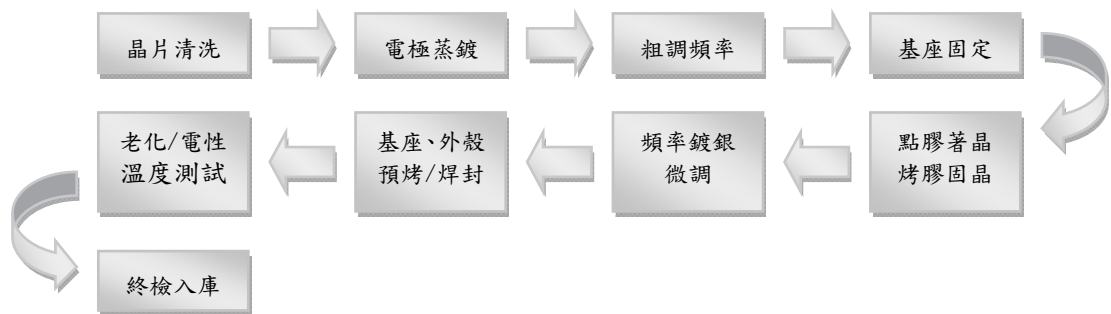 晶片清洗
電極蒸鍍
粗調頻率
基座固定
點膠著晶
烤膠固晶
頻率鍍銀
微調
基座、外殼
預烤/焊封
老化/電性
溫度測試
終檢入庫